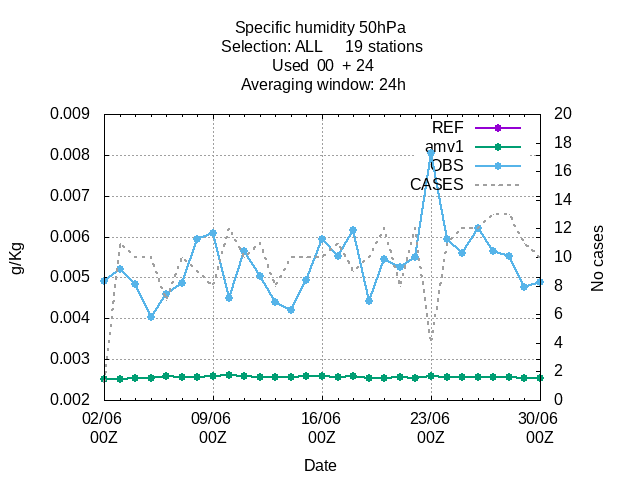 Specific humidity 50hPa
Selection: ALL 19 stations
Used 00 + 24
Averaging window: 24h
0.009
0.008
0.007
0.006
0.005
0.004
0.003
0.002
g/Kg
20
18
16
14
12
10
8
6
4
2
0
No cases
REF
amv1
OBS
CASES
02/06 09/06 16/06 23/06 30/06
00Z 00Z 00Z 00Z 00Z
Date